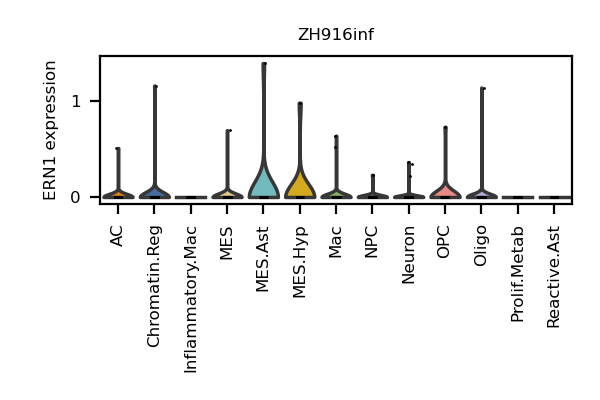 ZH916inf
ERN1 expression
1
0
AC
Chromatin.Reg
Inflammatory.Mac
MES
MES.Ast
MES.Hyp
Mac
NPC
Neuron
OPC
Oligo
Prolif.Metab
Reactive.Ast